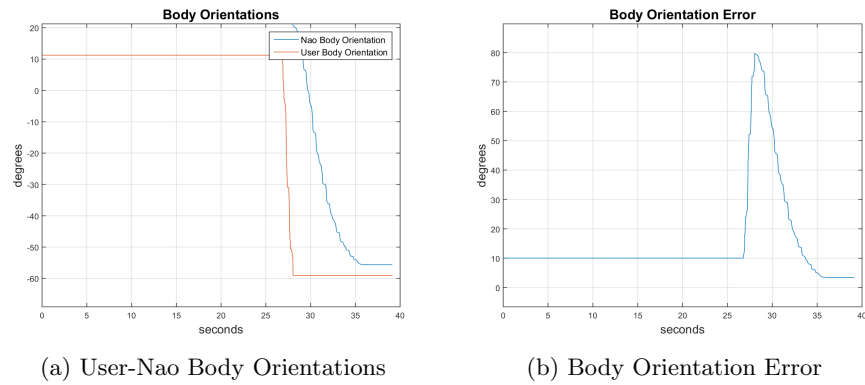 Body Orientations
Nao Body Orientation
User Body Orientation
20
10
0
-10
-20
-30
-40
-50
-60
degrees
0 5 10 15 20 25 30 35 40
seconds
(a) User-Nao Body Orientations
Body Orientation Error
80
70
60
50
40
30
20
10
0
degrees
0 5 10 15 20 25 30 35 40
seconds
(b) Body Orientation Error